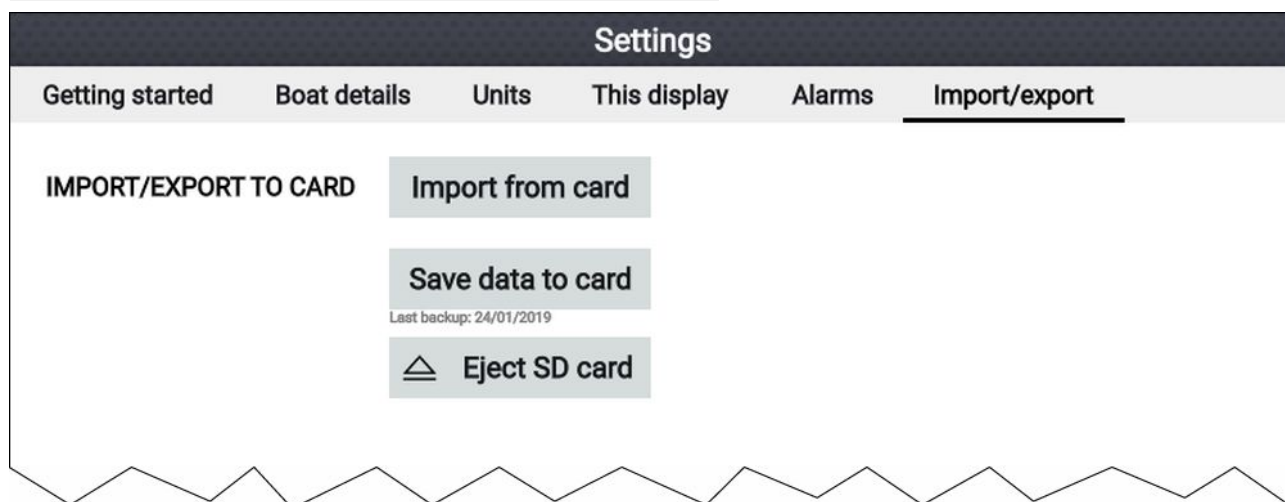 Settings
Getting started Boat details Units This display Alarms Import/export
IMPORT/EXPORT TO CARD Import from card
Save data to card
Last backup: 24/01/2019
Eject SD card